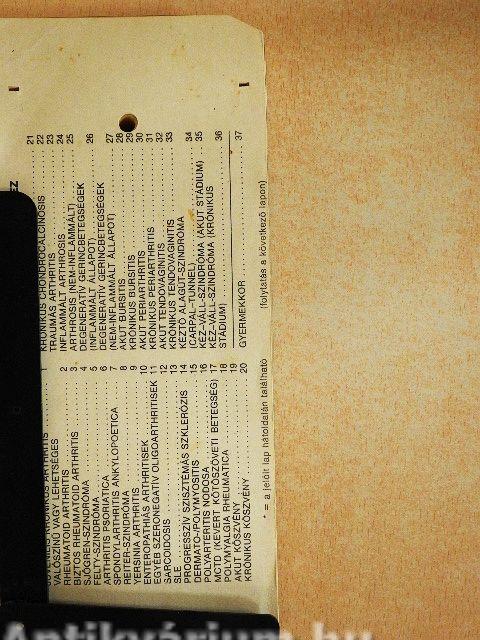 VALÓSZÍNŰ VAGY LEHETSÉGES
RHEUMATOID ARTHRITIS 2
BIZTOS RHEUMATOID ARTHRITIS 3
SJÖGREN-SZINDRÓMA 4
FELTY-SZINDRÓMA 5
ARTHRITIS PSORIATICA 6
SPONDYLARTHRITIS ANKYLOPOETICA 7
REITER-SZINDRÓMA 8
YERSINIA ARTHRITIS 9
ENTEROPATHIÁS ARTHRITISEK 10
EGYÉB SZERONEGATÍV OLIGOARTHRITISEK 11
SARCOIDOSIS 12
SLE 13
PROGRESSZÍV SZISZTÉMÁS SZKLERÓZIS 14
DERMATO-/POLYMYOSITIS 15
POLYARTERITIS NODOSA 16
MCTD (KEVERT KÖTŐSZÖVETI BETEGSÉG) 17
POLYMYALGIA RHEUMATICA 18
AKUT KÖSZVÉNY 19
KRÓNIKUS KÖSZVÉNY 20
* = a jelölt lap hátoldalán található
21
KRÓNIKUS CHONDROCALCINOSIS 22
TRAUMÁS ARTHRITIS 23
INFLAMMÁLT ARTHROSIS 24
ARTHROSIS (NEM-INFLAMMÁLT) 25
DEGENERATÍV GERINCBETEGSÉGEK
(INFLAMMÁLT ÁLLAPOT) 26
DEGENERATÍV GERINCBETEGSÉGEK
(NEM-INFLAMMÁLT ÁLLAPOT) 27
AKUT BURSITIS 28
KRÓNIKUS BURSITIS 29
AKUT PERIARTHRITIS 30
KRÓNIKUS PERIARTHRITIS 31
AKUT TENDOVAGINITIS 32
KRÓNIKUS TENDOVAGINITIS 33
KÉZTŐ ALAGÚT-SZINDRÓMA
(CARPAL-TUNNEL) 34
KÉZ-VÁLL-SZINDRÓMA (AKUT STÁDIUM) 35
KÉZ-VÁLL-SZINDRÓMA (KRÓNIKUS
STÁDIUM) 36
GYERMEKKOR 37
(folytatás a következő lapon)
Antikvárium.hu